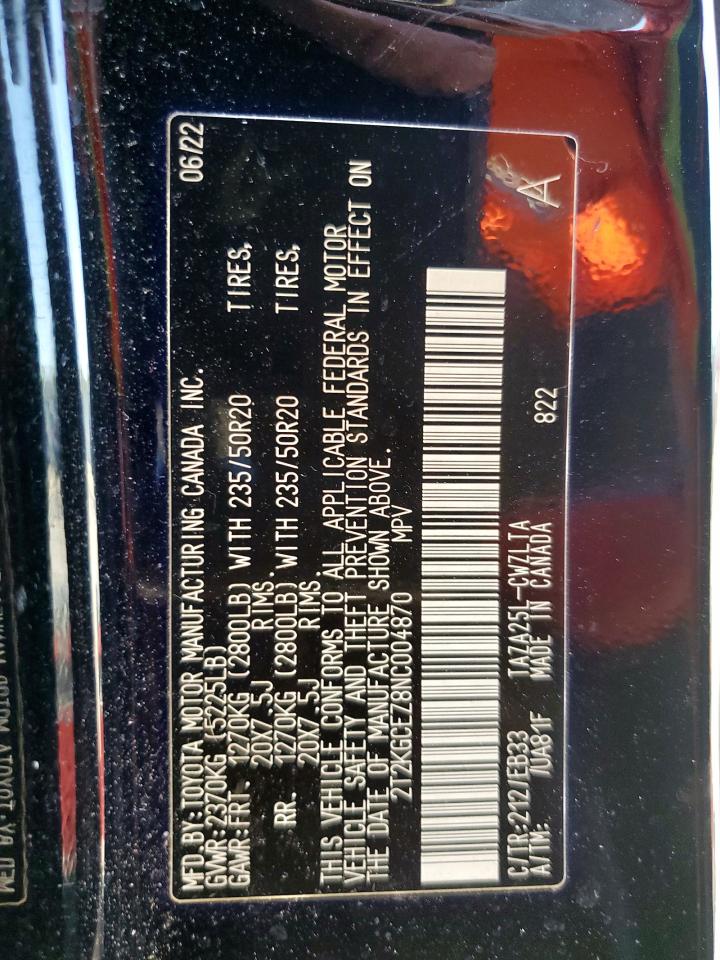 MFD.BY:TOYOTA MOTOR MANUFACTURING CANADA INC. 06/22
GVWR:2370KG (5225LB)
GAWR:FRT. 1270KG (2800LB) WITH 235/50R20 TIRES,
20X7.5J RIMS
RR. 1270KG (2800LB) WITH 235/50R20 TIRES,
20X7.5J RIMS
THIS VEHICLE CONFORMS TO ALL APPLICABLE FEDERAL MOTOR
VEHICLE SAFETY AND THEFT PREVENTION STANDARDS IN EFFECT ON
THE DATE OF MANUFACTURE SHOWN ABOVE.
2T2KGCEZ8NC004870 MPV
C/TR:212/EB33 TAZA25L-CWZLTA
A/TM: /UA81F MADE IN CANADA 822
A